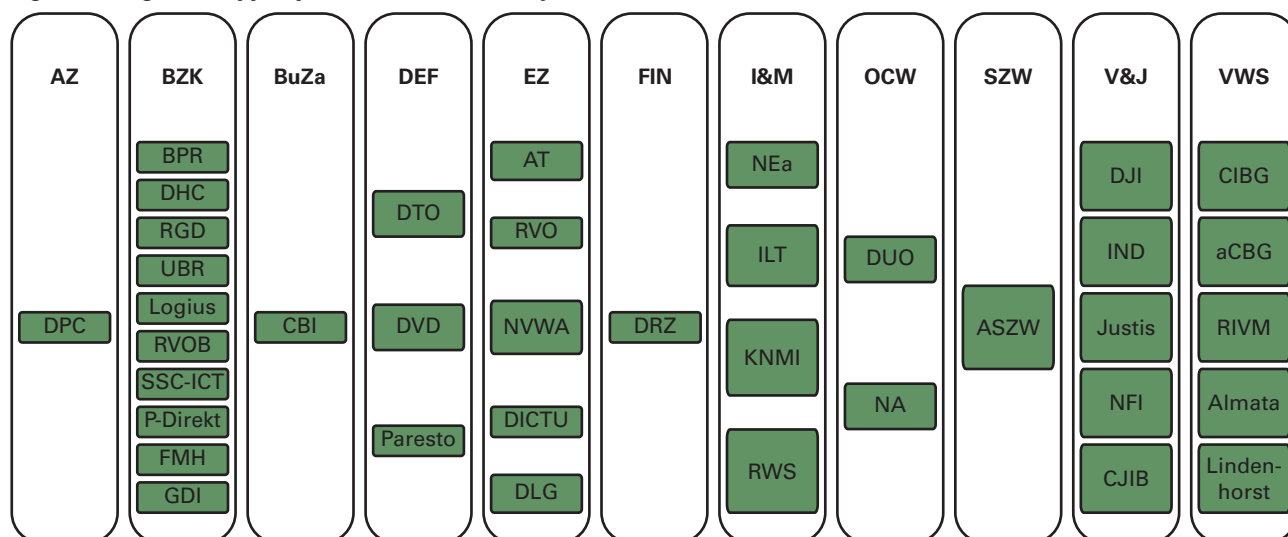 AZ
BZK
BuZa
DEF
EZ
FIN
I&M
OCW
SZW
V&J
VWS
DPC
BPR
DHC
RGD
UBR
Logius
RVOB
SSC-ICT
P-Direkt
FMH
GDI
CBI
DTO
DVD
Paresto
AT
RVO
NVWA
DICTU
DLG
DRZ
NEa
ILT
KNMI
RWS
DUO
NA
ASZW
DJI
IND
Justis
NFI
CJIB
CIBG
aCBG
RIVM
Almata
Linden-
horst